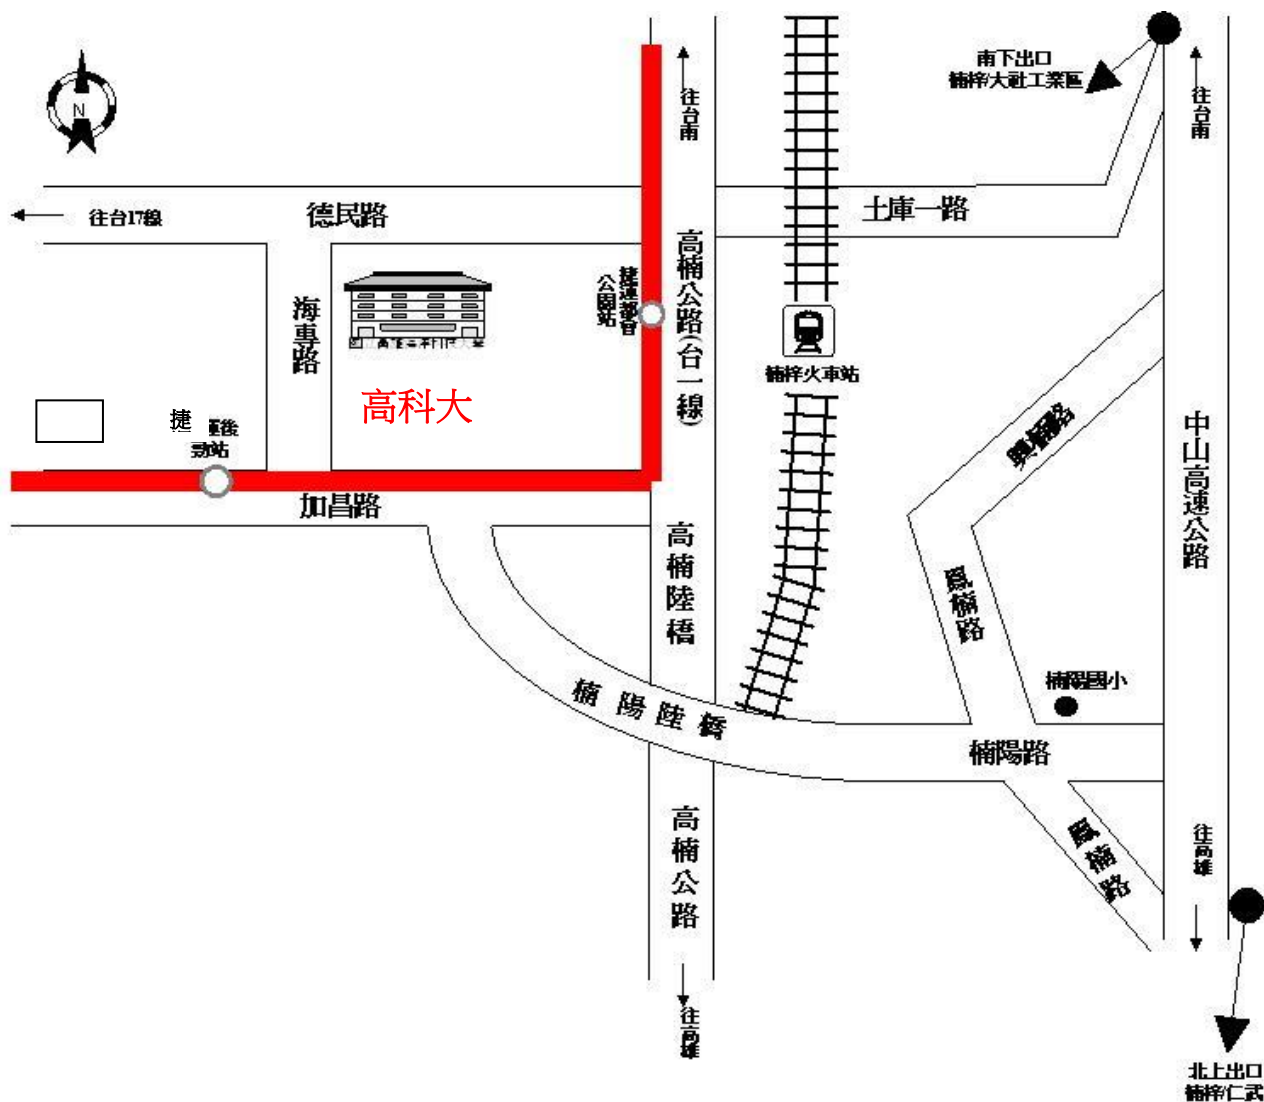 N
南下出口
楠梓/大社工業區
往台南
往台南
往台17線
德民路
土庫一路
高楠公路(台一線)
捷運都會
公園站
海專路
楠梓火車站
高科大
捷
運後
勁站
加昌路
興楠路
中山高速公路
高楠陸橋
鳳楠路
楠陽國小
楠陽陸橋
楠陽路
高楠公路
鳳楠路
往高雄
往高雄
北上出口
楠梓/仁武